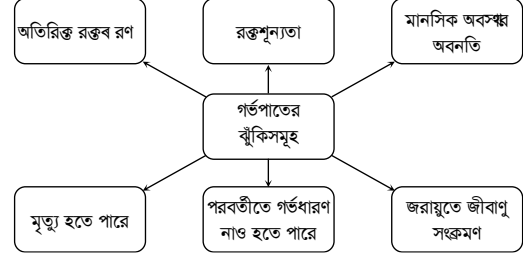 অতিরিক্ত রক্তক্ষরণ
রক্তশূন্যতা
মানসিক অবস্থার
অবনতি
গর্ভপাতের
ঝুঁকিসমূহ
মৃত্যু হতে পারে
পরবর্তীতে গর্ভধারণ
নাও হতে পারে
জরায়ুতে জীবাণু
সংক্রমণ